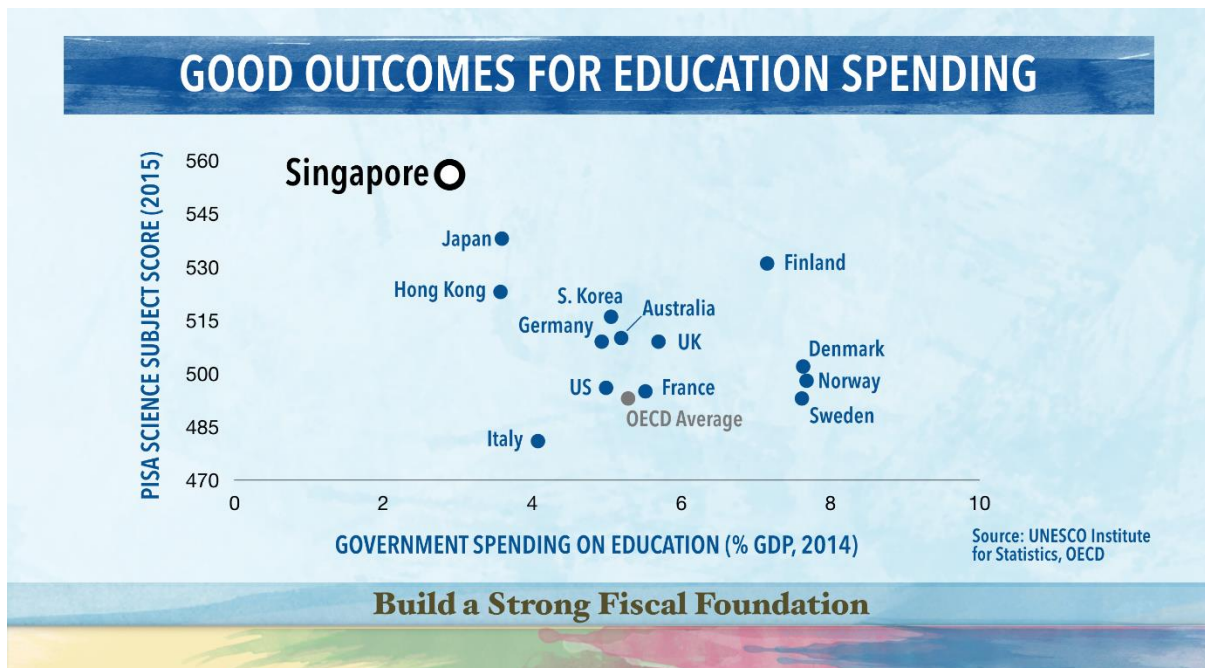 GOOD OUTCOMES FOR EDUCATION SPENDING
PISA SCIENCE SUBJECT SCORE (2015)
560
545
530
515
500
485
470
Singapore
Japan
Finland
Hong Kong
S. Korea
Australia
Germany
UK
Denmark
US
France
Norway
OECD Average
Sweden
Italy
0
2
4
6
8
10
GOVERNMENT SPENDING ON EDUCATION (% GDP, 2014)
Source: UNESCO Institute
for Statistics, OECD
Build a Strong Fiscal Foundation